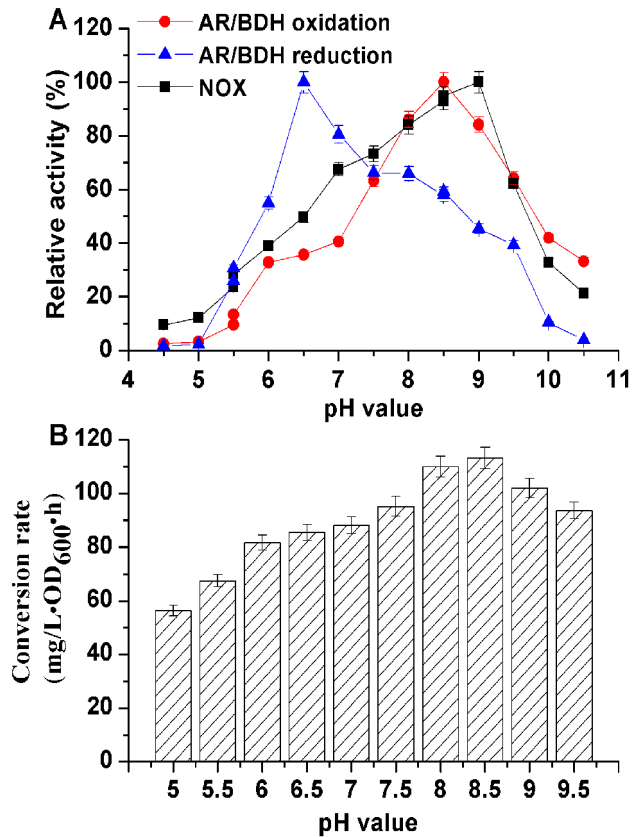 A
AR/BDH oxidation
AR/BDH reduction
NOX
Relative activity (%)
120
100
80
60
40
20
0
4 5 6 7 8 9 10 11
pH value
B
Conversion rate
(mg/L·OD600·h)
120
100
80
60
40
20
0
5 5.5 6 6.5 7 7.5 8 8.5 9 9.5
pH value